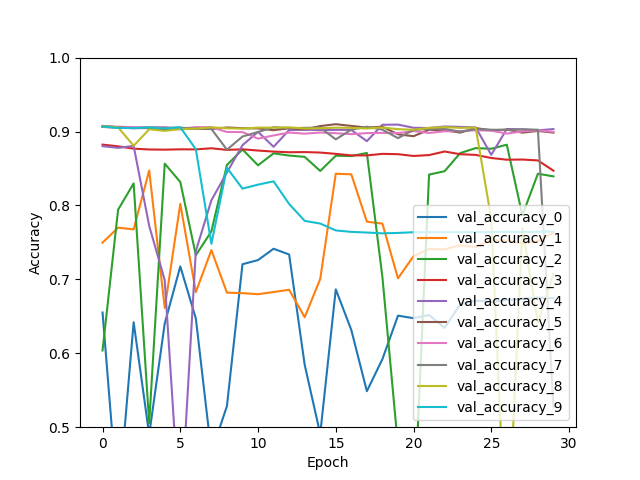 1.0
0.9
0.8
0.7
0.6
0.5
Accuracy
val_accuracy_0
val_accuracy_1
val_accuracy_2
val_accuracy_3
val_accuracy_4
val_accuracy_5
val_accuracy_6
val_accuracy_7
val_accuracy_8
val_accuracy_9
0 5 10 15 20 25 30
Epoch